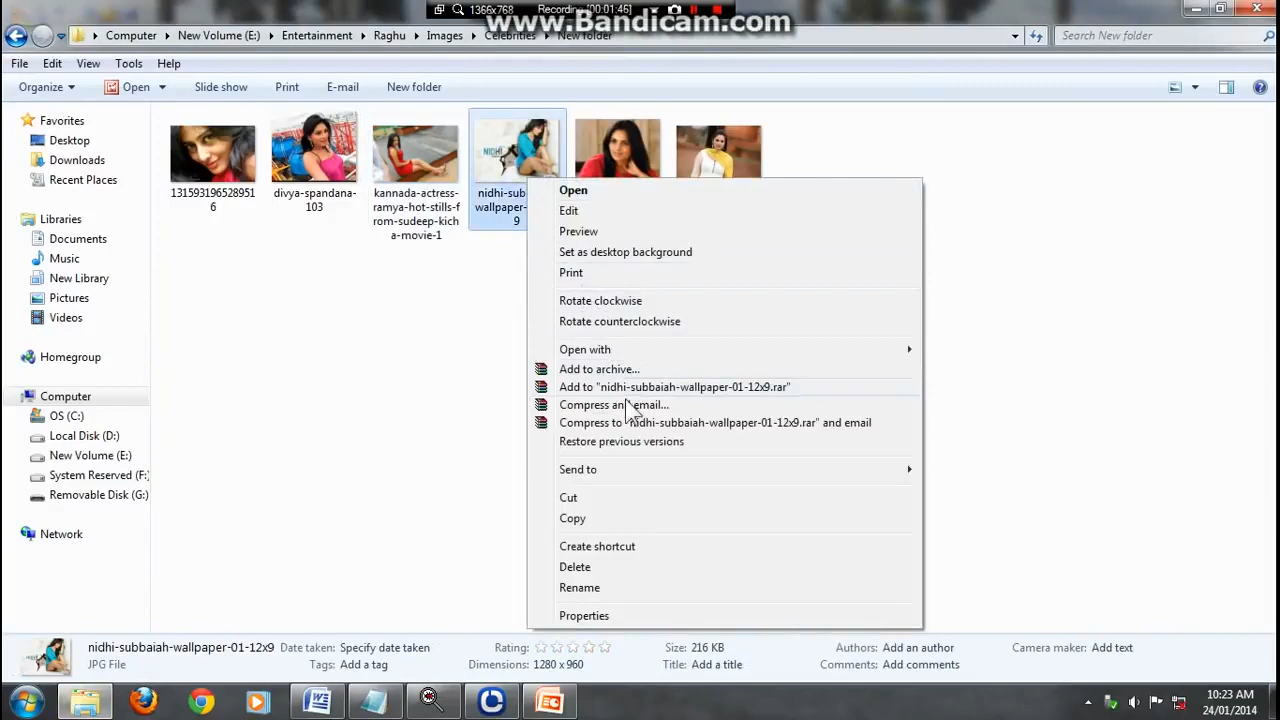 1366x768
Recording [00:01:46]
www.Bandicam.com
Computer
New Volume (E:)
Entertainment
Raghu
Images
Celebrities
New folder
Search New folder
File
Edit
View
Tools
Help
Organize
Open
Slide show
Print
E-mail
New folder
Favorites
Desktop
Downloads
Recent Places
Libraries
Documents
Music
New Library
Pictures
Videos
Homegroup
Computer
OS (C:)
Local Disk (D:)
New Volume (E:)
System Reserved (F:)
Removable Disk (G:)
Network
131593196528951
6
divya-spandana-
103
kannada-actress-
ramya-hot-stills-f
rom-sudeep-kich
a-movie-1
NIDHI
nidhi-sub
wallpaper-
9
Open
Edit
Preview
Set as desktop background
Print
Rotate clockwise
Rotate counterclockwise
Open with
Add to archive...
Add to "nidhi-subbaiah-wallpaper-01-12x9.rar"
Compress and email...
Compress to "nidhi-subbaiah-wallpaper-01-12x9.rar" and email
Restore previous versions
Send to
Cut
Copy
Create shortcut
Delete
Rename
Properties
nidhi-subbaiah-wallpaper-01-12x9
JPG File
Date taken: Specify date taken
Tags: Add a tag
Rating:
Dimensions: 1280 x 960
Size: 216 KB
Title: Add a title
Authors: Add an author
Comments: Add comments
Camera maker: Add text
10:23 AM
24/01/2014